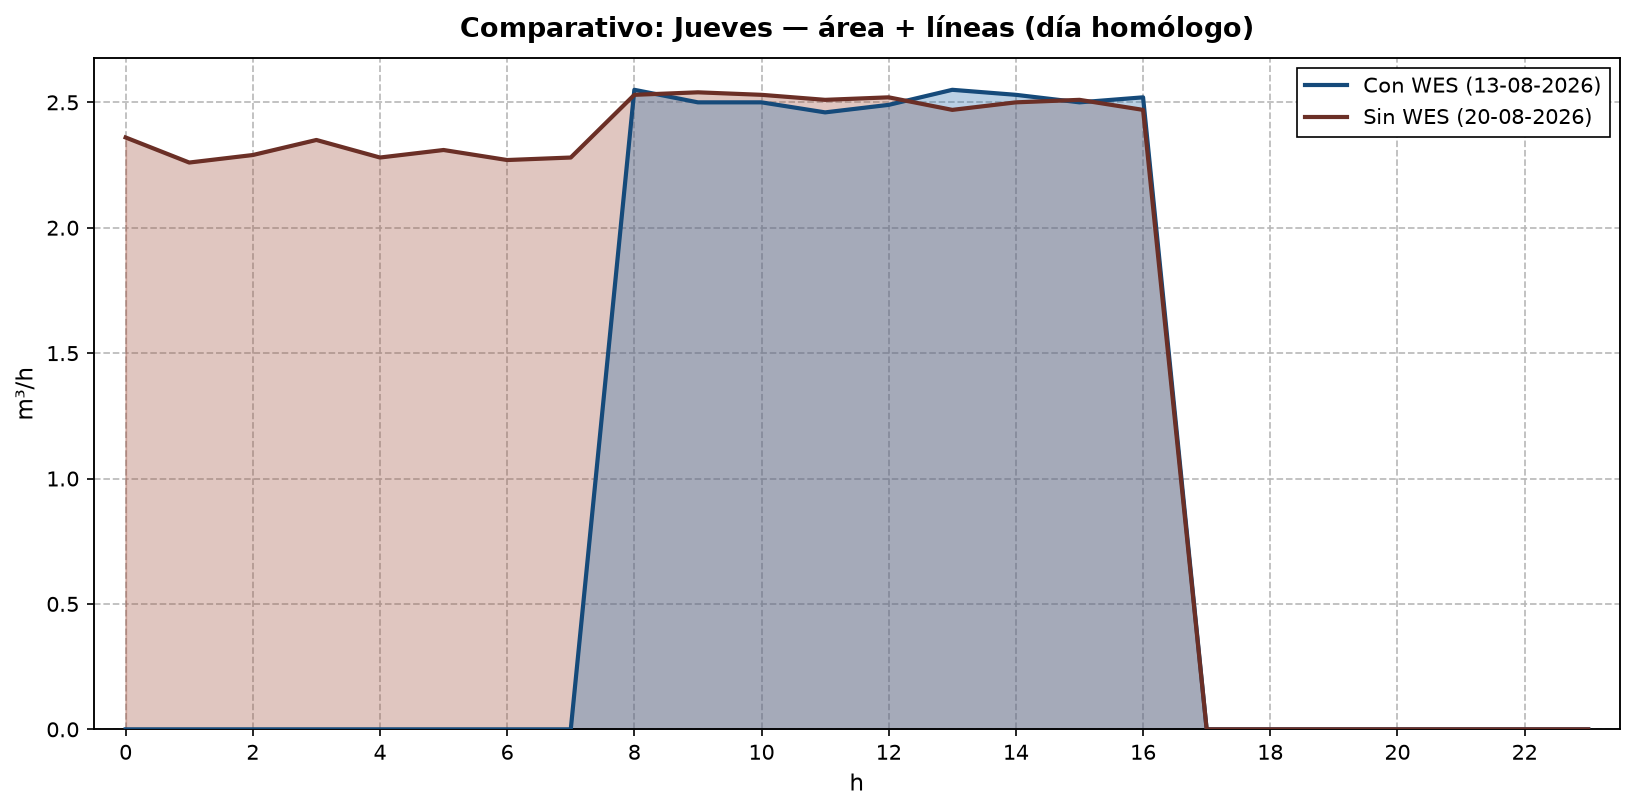 Comparativo: Jueves — área + líneas (día homólogo)
Con WES (13-08-2026)
Sin WES (20-08-2026)
2.5
2.0
1.5
1.0
0.5
0.0
m³/h
0 2 4 6 8 10 12 14 16 18 20 22
h